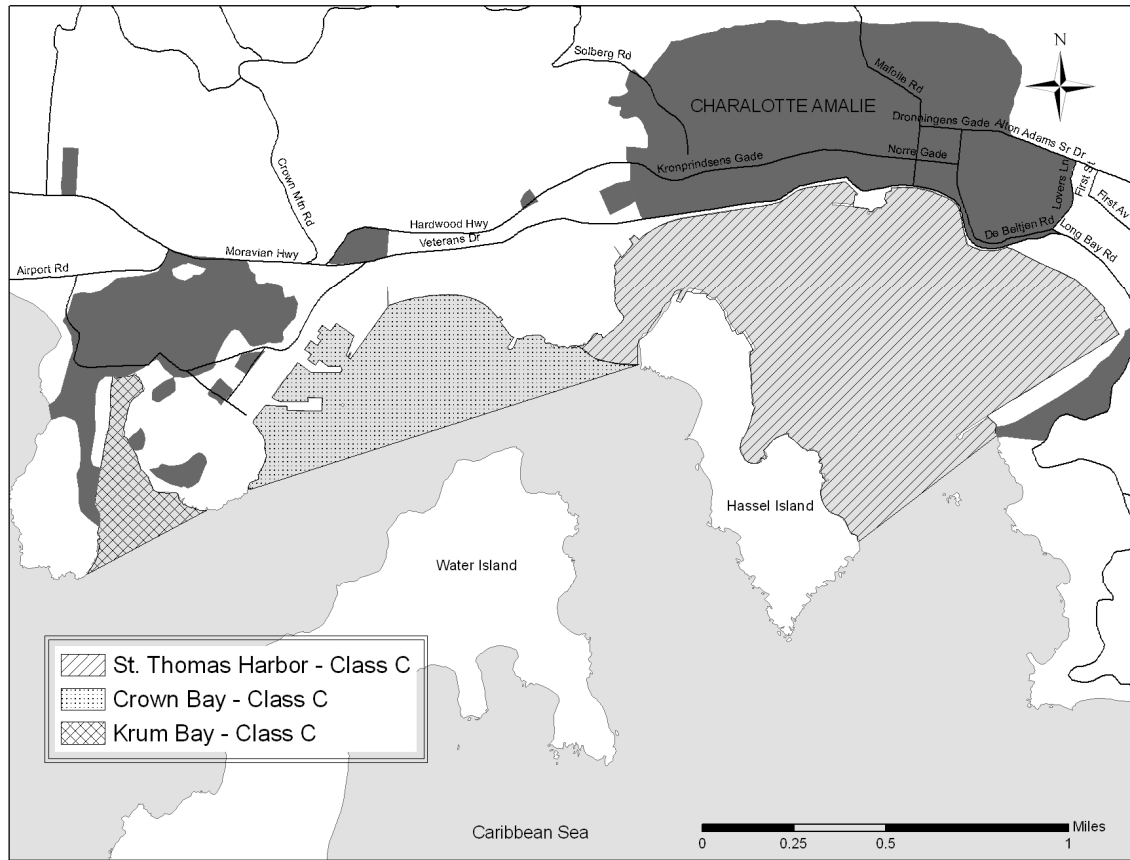 N
Solberg Rd
Mafolie Rd
CHARALOTTE AMALIE
Dronningens Gade
Alton Adams Sr Dr
Kronprindsens Gade
Norre Gade
Lovers Ln
First S
First Av
Crown Mtn Rd
Hardwood Hwy
Veterans Dr
De Beltjen Rd
Long Bay Rd
Moravian Hwy
Airport Rd
Hassel Island
Water Island
St. Thomas Harbor - Class C
Crown Bay - Class C
Krum Bay - Class C
Caribbean Sea
Miles
0 0.25 0.5 1